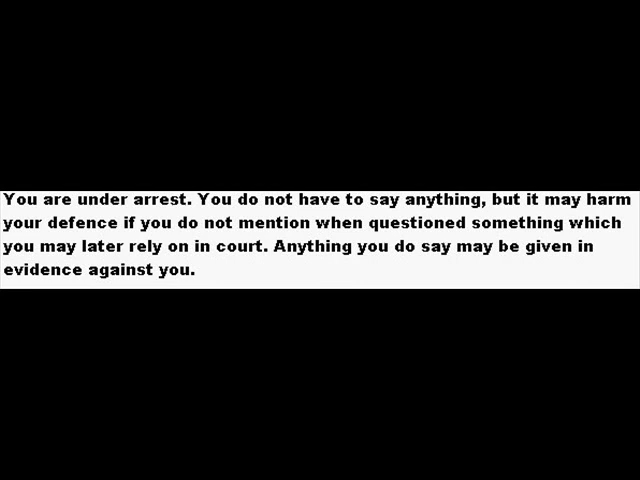 You are under arrest. You do not have to say anything, but it may harm
your defence if you do not mention when questioned something which
you may later rely on in court. Anything you do say may be given in
evidence against you.